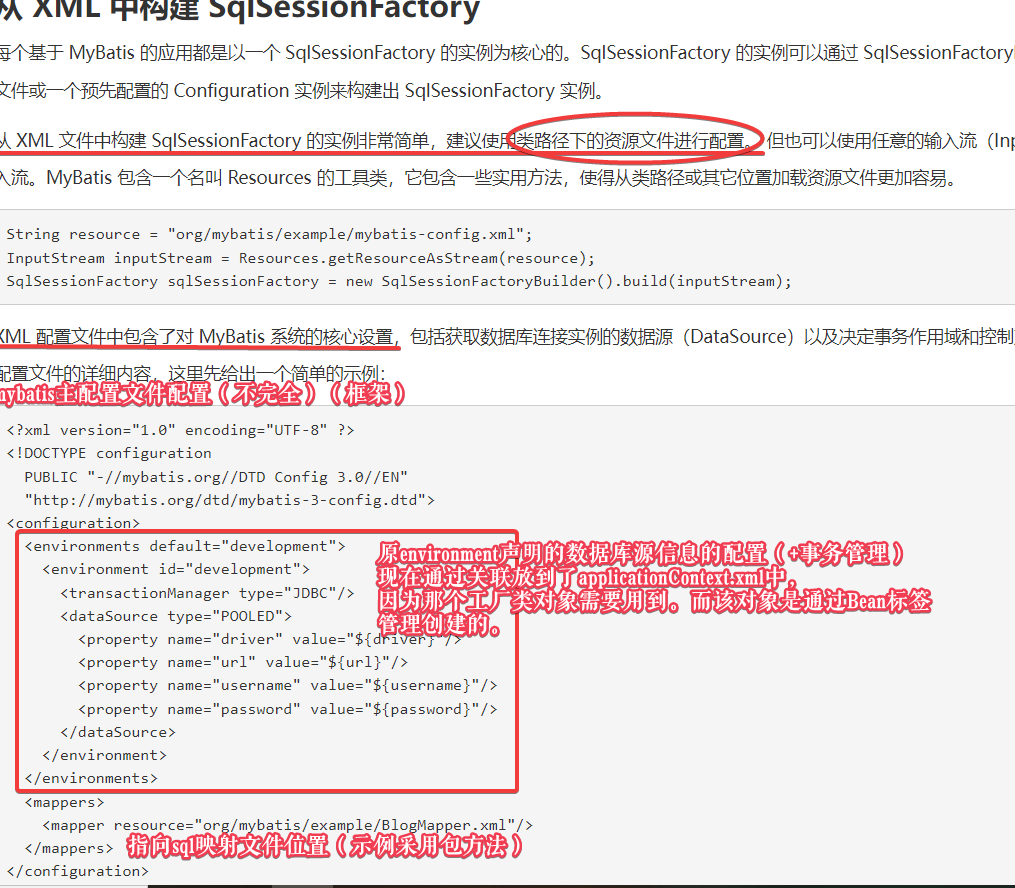 从 XML 中构建 SqlSessionFactory
每个基于 MyBatis 的应用都是以一个 SqlSessionFactory 的实例为核心的。SqlSessionFactory 的实例可以通过 SqlSessionFactory
文件或一个预先配置的 Configuration 实例来构建出 SqlSessionFactory 实例。
从 XML 文件中构建 SqlSessionFactory 的实例非常简单，建议使用类路径下的资源文件进行配置。但也可以使用任意的输入流（Inp
入流。MyBatis 包含一个名叫 Resources 的工具类，它包含一些实用方法，使得从类路径或其它位置加载资源文件更加容易。
String resource = "org/mybatis/example/mybatis-config.xml";
InputStream inputStream = Resources.getResourceAsStream(resource);
SqlSessionFactory sqlSessionFactory = new SqlSessionFactoryBuilder().build(inputStream);
XML 配置文件中包含了对 MyBatis 系统的核心设置，包括获取数据库连接实例的数据源（DataSource）以及决定事务作用域和控制
配置文件的详细内容，这里先给出一个简单的示例：
mybatis主配置文件配置（不完全）（框架）
<?xml version="1.0" encoding="UTF-8" ?>
<!DOCTYPE configuration
PUBLIC "-//mybatis.org//DTD Config 3.0//EN"
"http://mybatis.org/dtd/mybatis-3-config.dtd">
<configuration>
<environments default="development">
原environment声明的数据库源信息的配置（+事务管理）
<environment id="development">
现在通过关联放到了applicationContext.xml中，
<transactionManager type="JDBC"/>
因为那个工厂类对象需要用到。而该对象是通过Bean标签
<dataSource type="POOLED">
管理创建的。
<property name="driver" value="${driver}"/>
<property name="url" value="${url}"/>
<property name="username" value="${username}"/>
<property name="password" value="${password}"/>
</dataSource>
</environment>
</environments>
<mappers>
<mapper resource="org/mybatis/example/BlogMapper.xml"/>
</mappers>
指向sql映射文件位置（示例采用包方法）
</configuration>